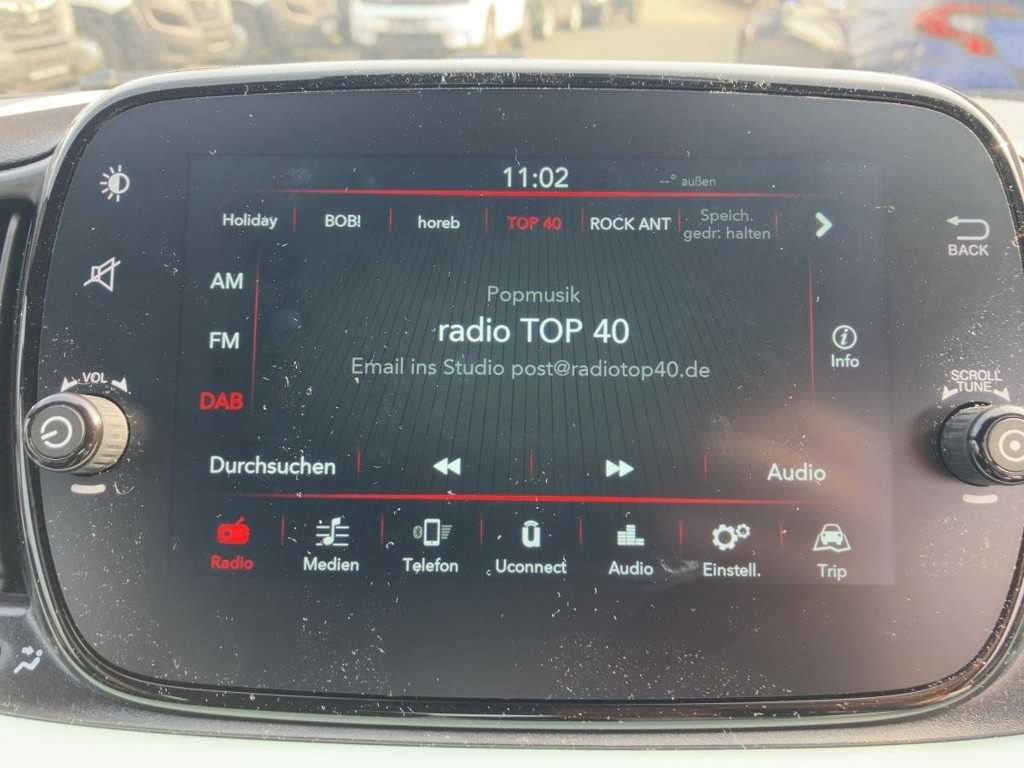 11:02
--° außen
Holiday BOB! horeb TOP 40 ROCK ANT Speich.
gedr: halten
BACK
AM
FM
DAB
Popmusik
radio TOP 40
Email ins Studio post@radiotop40.de
Info
VOL
SCROLL
TUNE
Durchsuchen Audio
Radio Medien Telefon Uconnect Audio Einstell. Trip